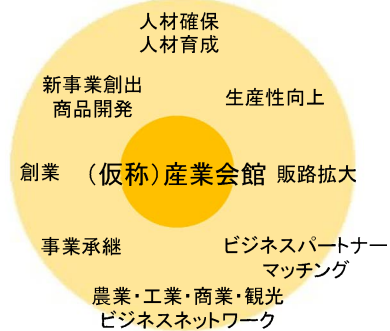 人材確保
人材育成
新事業創出
商品開発
生産性向上
創業
（仮称）産業会館
販路拡大
事業承継
ビジネスパートナー
マッチング
農業・工業・商業・観光
ビジネスネットワーク